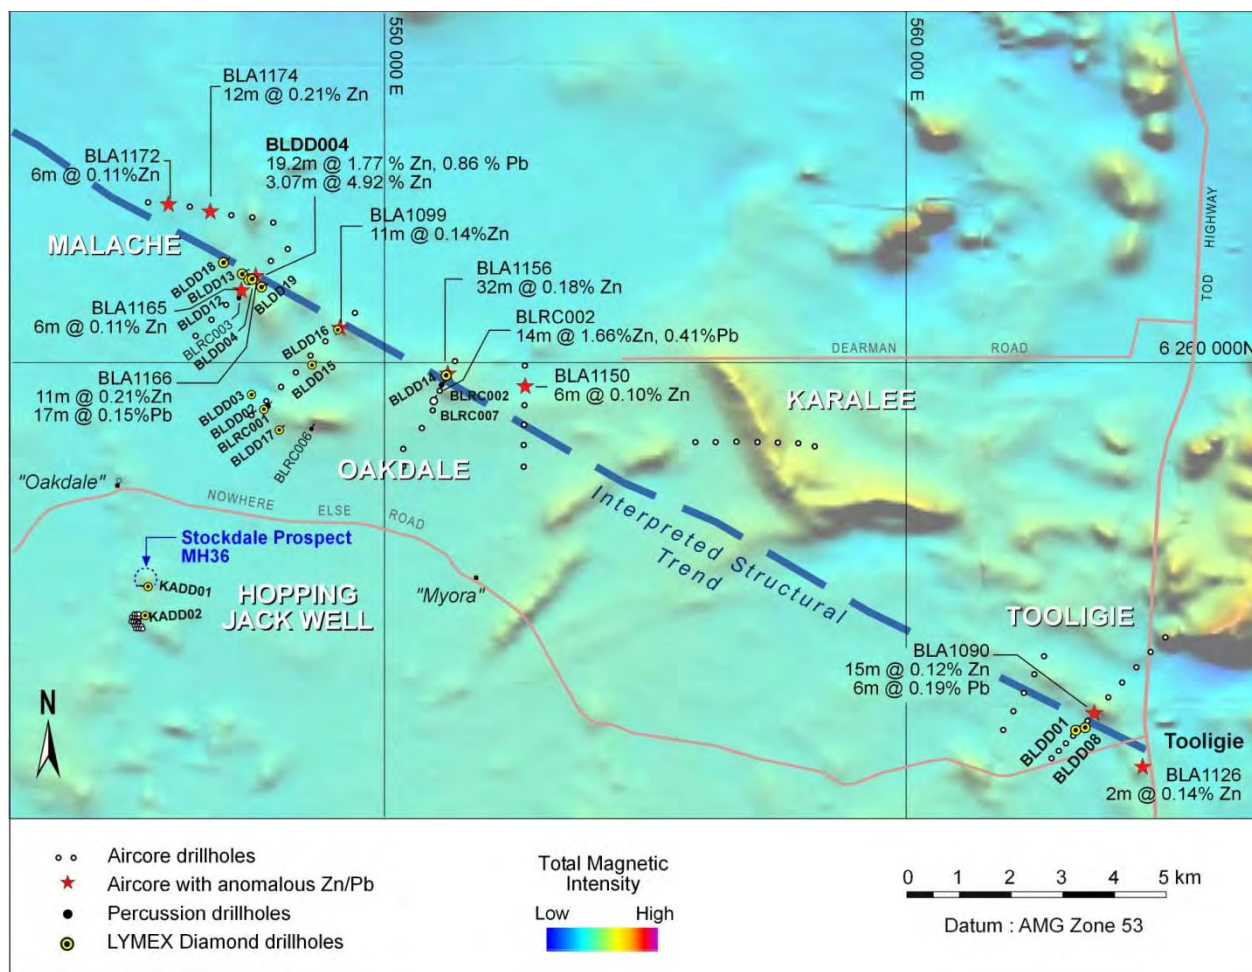 550 000 E
560 000 E
BLA1174
12m @ 0.21% Zn
BLDD004
19.2m @ 1.77 % Zn, 0.86 % Pb
3.07m @ 4.92 % Zn
BLA1172
6m @ 0.11%Zn
BLA1099
11m @ 0.14%Zn
MALACHE
BLDD18
BLDD13
BLDD12
BLRC003
BLDD04
BLDD19
BLA1165
6m @ 0.11% Zn
BLA1156
32m @ 0.18% Zn
BLRC002
14m @ 1.66%Zn, 0.41%Pb
TOD HIGHWAY
DEARMAN ROAD
6 260 000N
BLDD16
BLDD15
BLA1166
11m @ 0.21%Zn
17m @ 0.15%Pb
BLDD14
BLRC002
BLRC007
BLA1150
6m @ 0.10% Zn
KARALEE
BLDD03
BLDD02
BLRC001
BLDD17
BLRC006
OAKDALE
"Oakdale"
NOWHERE ELSE ROAD
Interpreted Structural
Trend
Stockdale Prospect
MH36
KADD01
KADD02
HOPPING
JACK WELL
"Myora"
TOOLIGIE
BLA1090
15m @ 0.12% Zn
6m @ 0.19% Pb
BLDD01
BLDD08
Tooligie
BLA1126
2m @ 0.14% Zn
N
Aircore drillholes
Aircore with anomalous Zn/Pb
Percussion drillholes
LYMEX Diamond drillholes
Total Magnetic
Intensity
Low High
0 1 2 3 4 5 km
Datum : AMG Zone 53